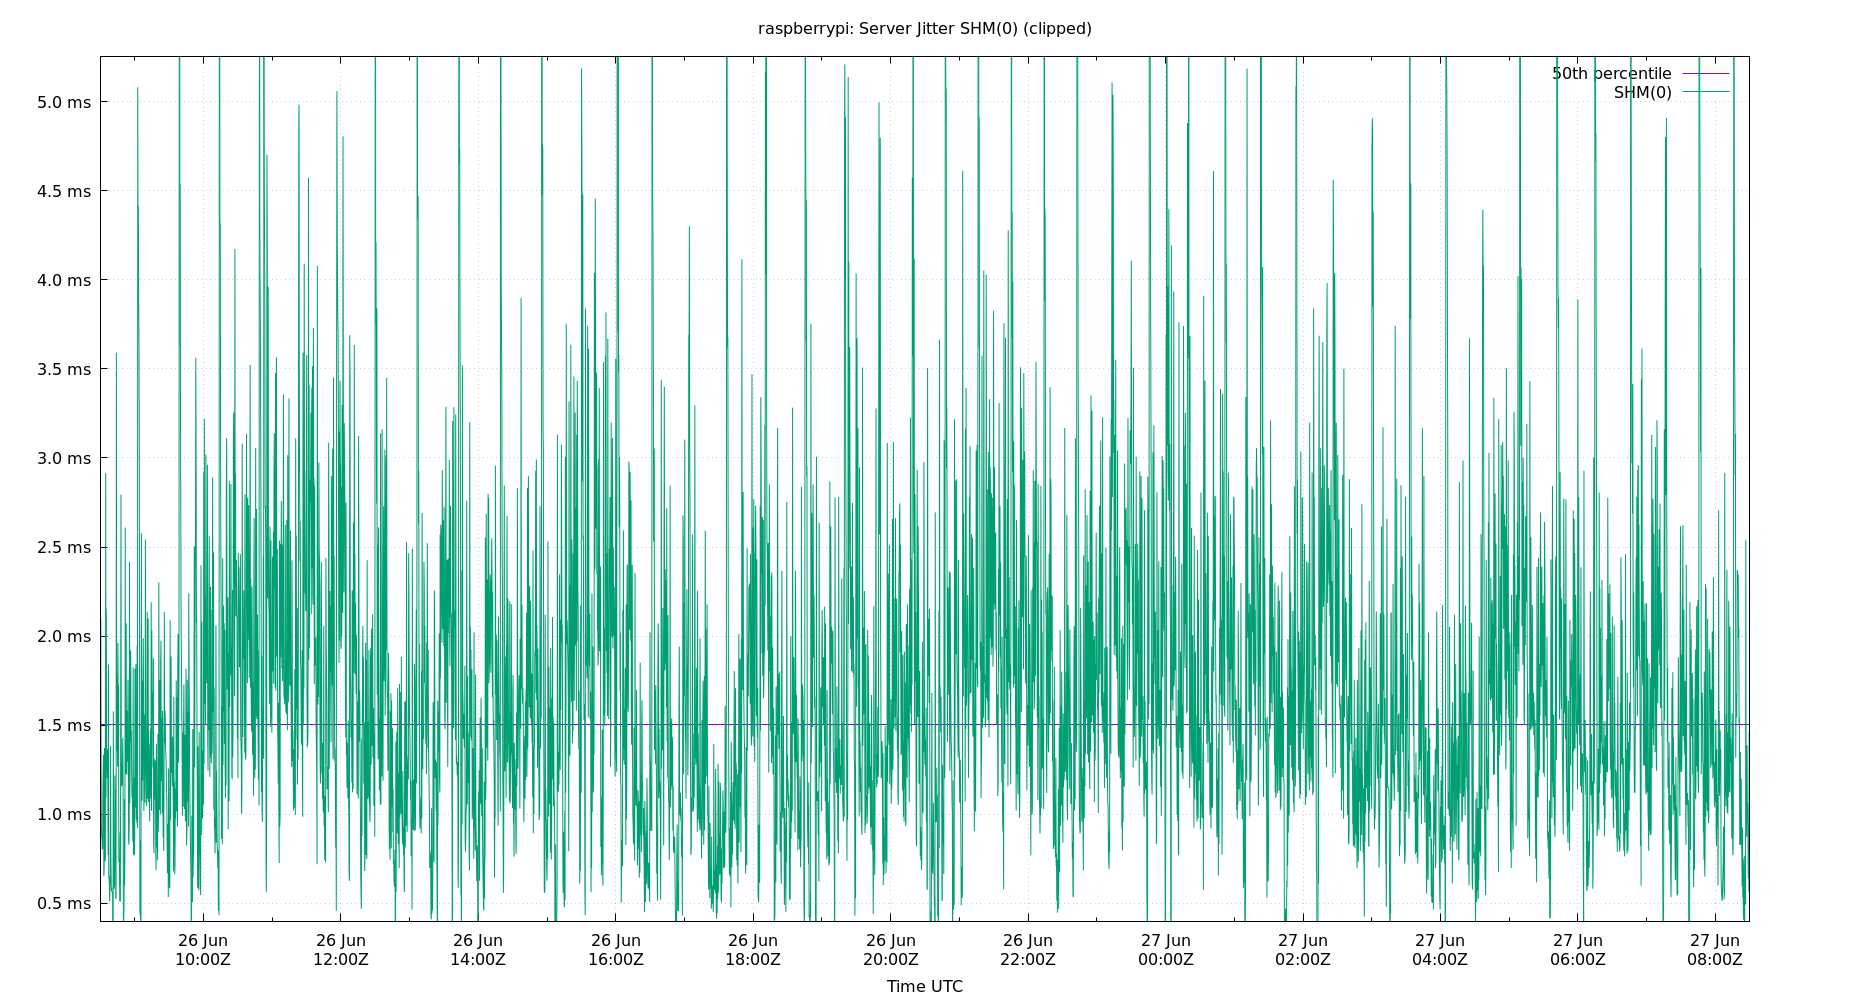 raspberrypi: Server Jitter SHM(0) (clipped)
50th percentile
SHM(0)
5.0 ms
4.5 ms
4.0 ms
3.5 ms
3.0 ms
2.5 ms
2.0 ms
1.5 ms
1.0 ms
0.5 ms
26 Jun 26 Jun 26 Jun 26 Jun 26 Jun 26 Jun 26 Jun 27 Jun 27 Jun 27 Jun 27 Jun 27 Jun
10:00Z 12:00Z 14:00Z 16:00Z 18:00Z 20:00Z 22:00Z 00:00Z 02:00Z 04:00Z 06:00Z 08:00Z
Time UTC